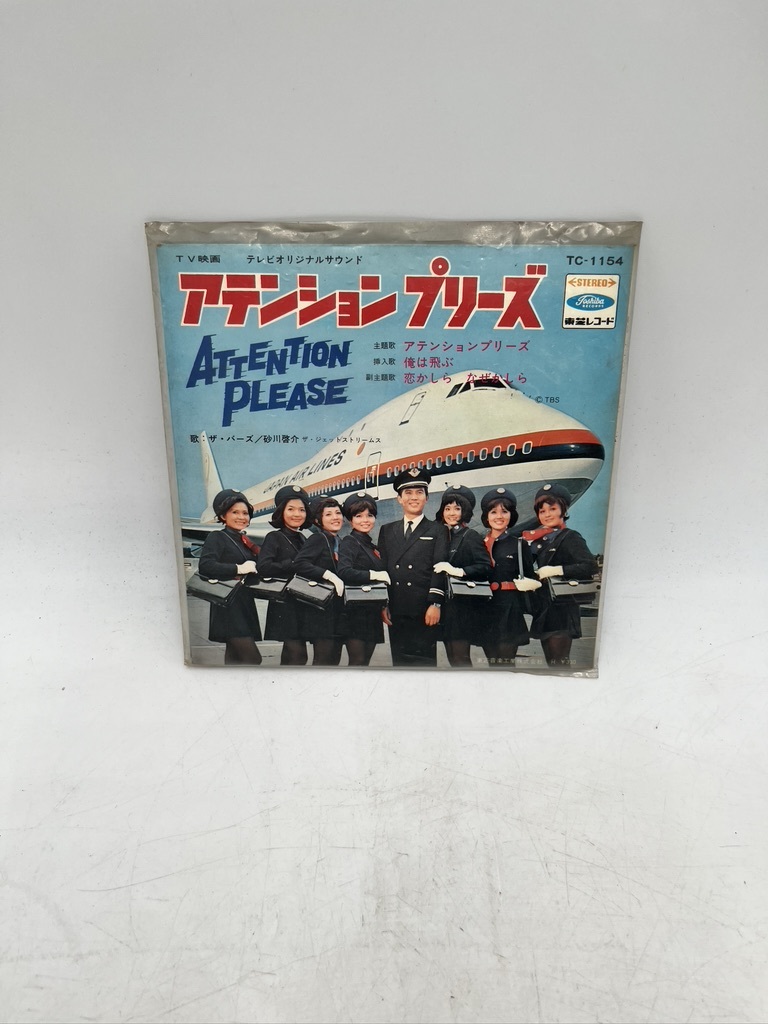 TV映画 テレビオリジナルサウンド TC-1154
アテンションプリーズ
←STEREO→
Toshiba
RECORDS
東芝レコード
ATTENTION
PLEASE
主題歌 アテンションプリーズ
挿入歌 俺は飛ぶ
副主題歌 恋かしら なぜかしら
© TBS
歌:ザ・バーズ/砂川啓介 ザ・ジェットストリームス
JAPAN AIR LINES